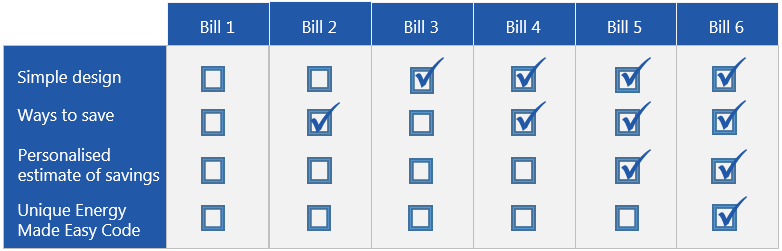 Bill 1 Bill 2 Bill 3 Bill 4 Bill 5 Bill 6
Simple design
Ways to save
Personalised
estimate of savings
Unique Energy
Made Easy Code